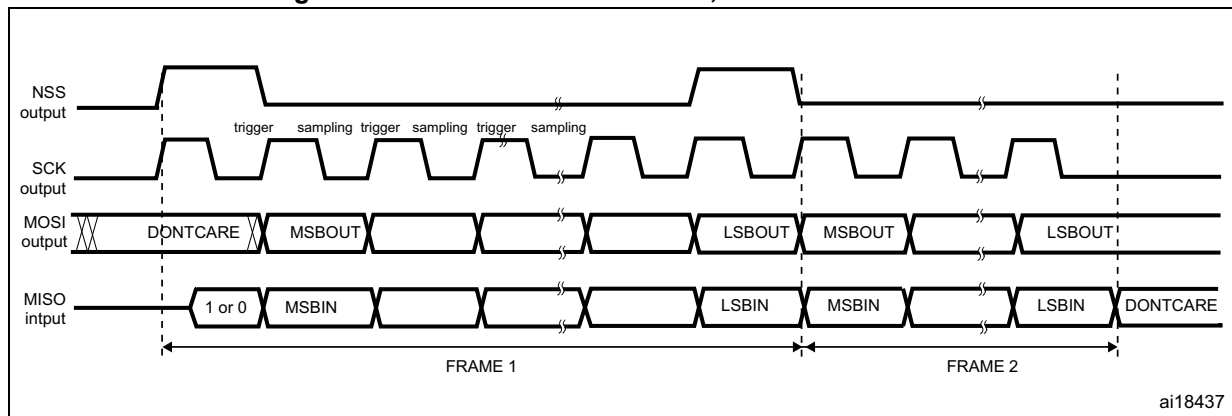 NSS
output
trigger sampling trigger sampling trigger sampling
SCK
output
MOSI
output
DONTCARE MSBOUT LSBOUT MSBOUT LSBOUT
MISO
intput
1 or 0 MSBIN LSBIN MSBIN LSBIN DONTCARE
FRAME 1 FRAME 2
ai18437